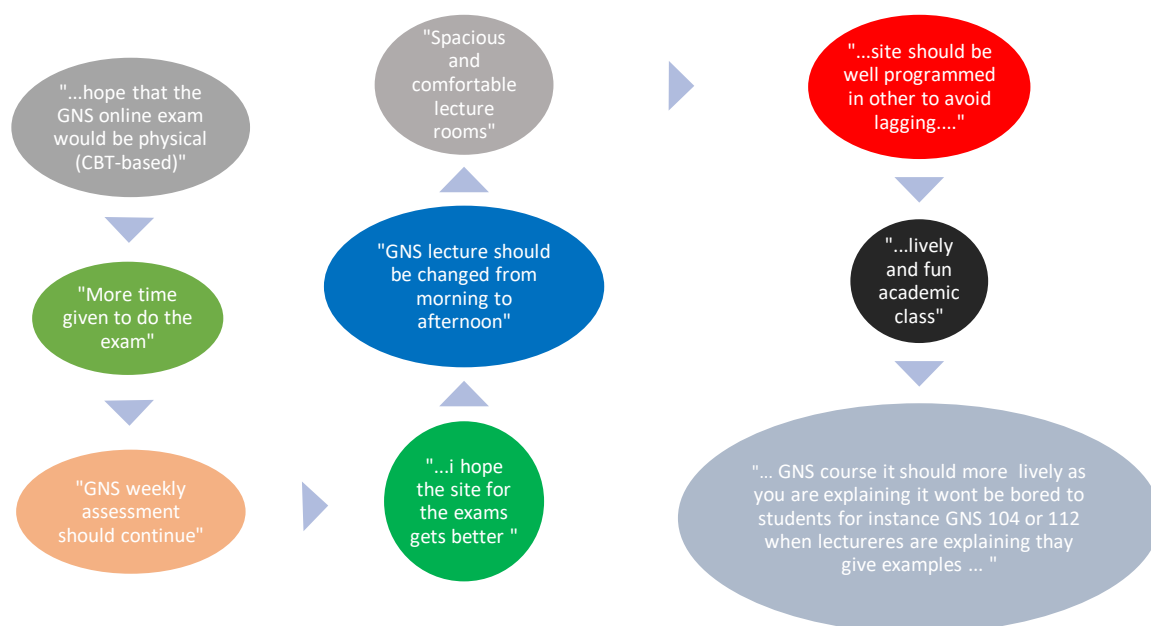 "...hope that the
GNS online exam
would be physical
(CBT-based)"
"More time
given to do the
exam"
"GNS weekly
assessment
should continue"
"...i hope
the site for
the exams
gets better "
"GNS lecture should
be changed from
morning to
afternoon"
"Spacious
and
comfortable
lecture
rooms"
"...site should be
well programmed
in other to avoid
lagging...."
"...lively
and fun
academic
class"
"... GNS course it should more  lively as
you are explaining it wont be bored to
students for instance GNS 104 or 112
when lectureres are explaining thay
give examples ... "